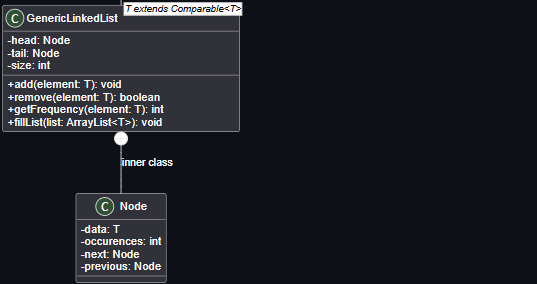 T extends Comparable<T>
C GenericLinkedList
-head: Node
-tail: Node
-size: int
+add(element: T): void
+remove(element: T): boolean
+getFrequency(element: T): int
+fillList(list: ArrayList<T>): void
inner class
C Node
-data: T
-occurences: int
-next: Node
-previous: Node